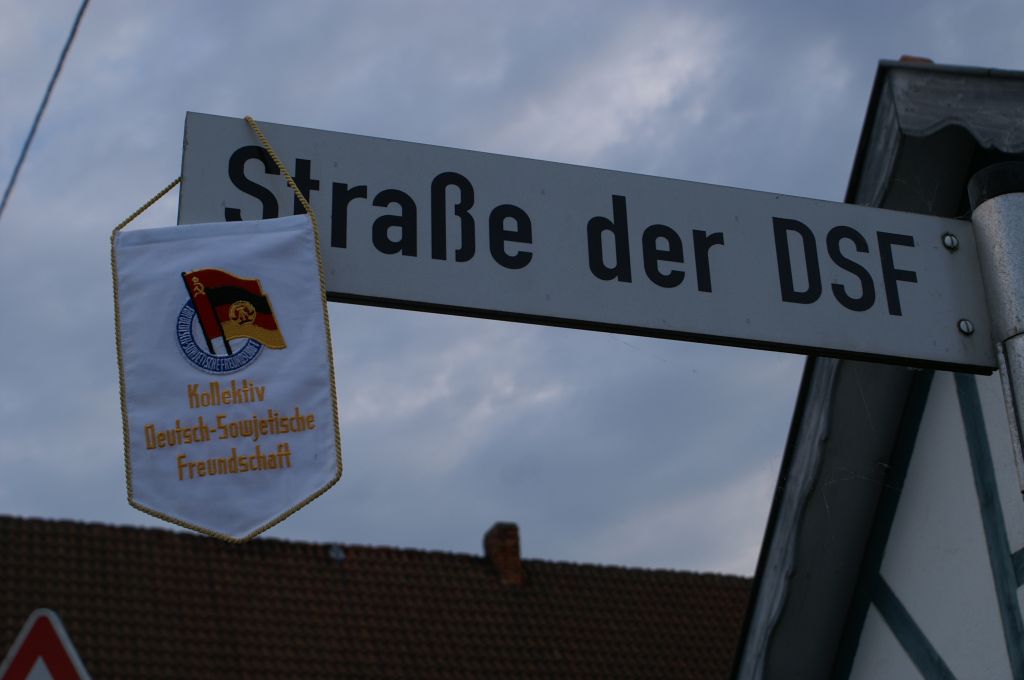 Straße der DSF
Kollektiv
Deutsch-Sowjetische
Freundschaft